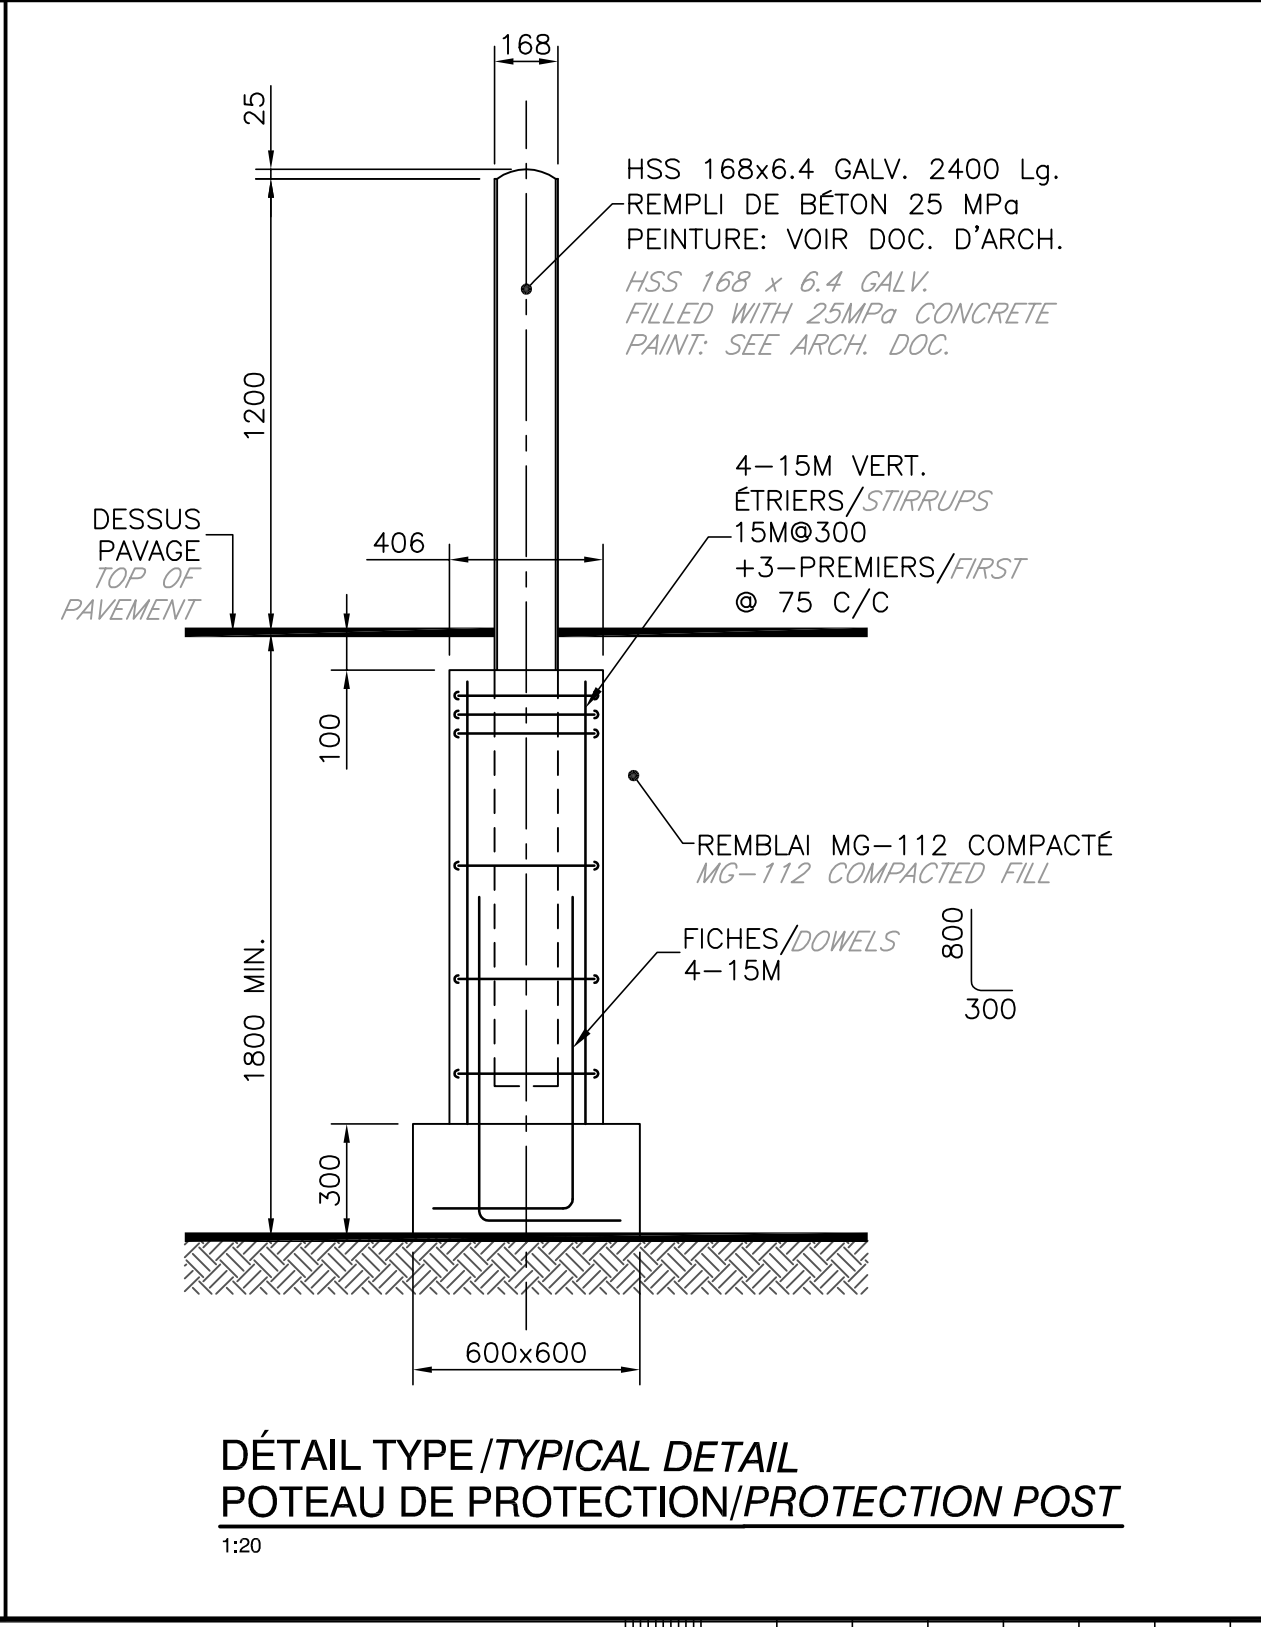 168
25
HSS 168x6.4 GALV. 2400 Lg.
REMPLI DE BÉTON 25 MPa
PEINTURE: VOIR DOC. D'ARCH.
HSS 168 x 6.4 GALV.
FILLED WITH 25MPa CONCRETE
PAINT: SEE ARCH. DOC.
1200
4-15M VERT.
ÉTRIERS/STIRRUPS
15M@300
+3-PREMIERS/FIRST
@ 75 C/C
DESSUS
PAVAGE
TOP OF
PAVEMENT
406
100
REMBLAI MG-112 COMPACTÉ
MG-112 COMPACTED FILL
FICHES/DOWELS
4-15M
800
300
1800 MIN.
300
600x600
DÉTAIL TYPE/TYPICAL DETAIL
POTEAU DE PROTECTION/PROTECTION POST
1:20